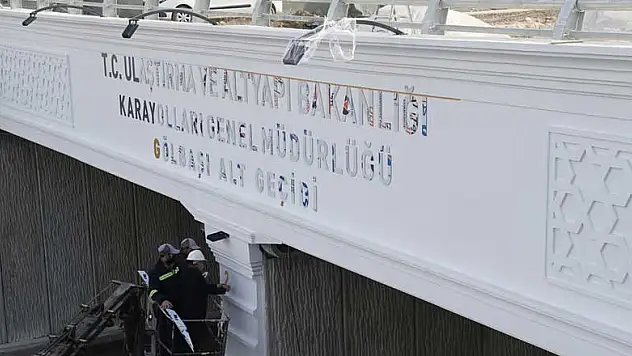 T.C. ULAŞTIRMA VE ALTYAPI BAKANLIĞI
KARAYOLLARI GENEL MÜDÜRLÜĞÜ
GÖLBAŞI ALT GEÇİDİ